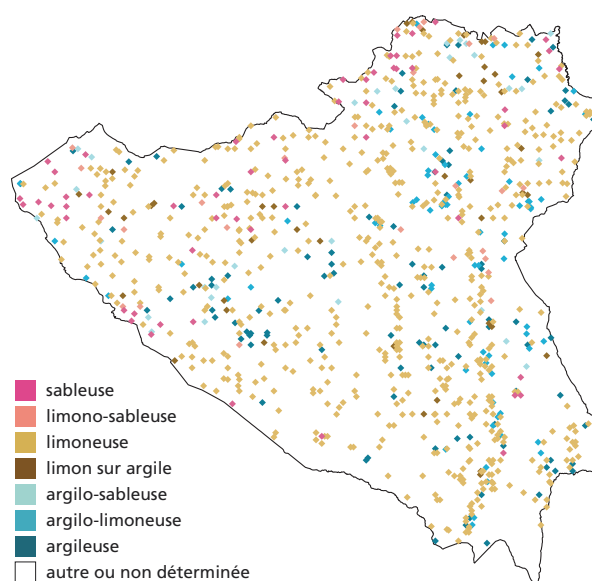 sableuse
limono-sableuse
limoneuse
limon sur argile
argilo-sableuse
argilo-limoneuse
argileuse
autre ou non déterminée